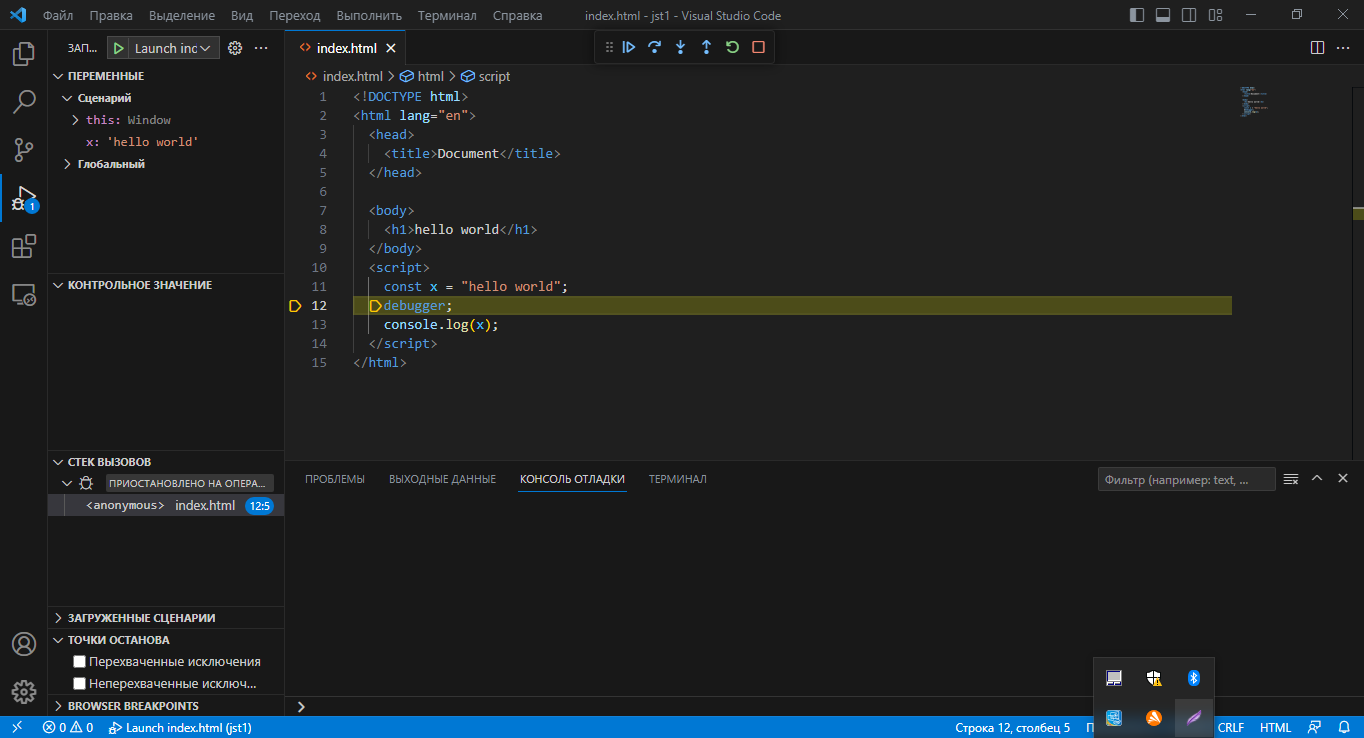 Файл Правка Выделение Вид Переход Выполнить Терминал Справка index.html - jst1 - Visual Studio Code
ЗАП... Launch inc
ПЕРЕМЕННЫЕ
Сценарий
this: Window
x: 'hello world'
Глобальный
КОНТРОЛЬНОЕ ЗНАЧЕНИЕ
СТЕК ВЫЗОВОВ
ПРИОСТАНОВЛЕНО НА ОПЕРА...
<anonymous> index.html 12:5
ЗАГРУЖЕННЫЕ СЦЕНАРИИ
ТОЧКИ ОСТАНОВА
Перехваченные исключения
Неперехваченные исключ...
BROWSER BREAKPOINTS
1
index.html
index.html > html > script
1 <!DOCTYPE html>
2 <html lang="en">
3 <head>
4 <title>Document</title>
5 </head>
6
7 <body>
8 <h1>hello world</h1>
9 </body>
10 <script>
11 const x = "hello world";
12 debugger;
13 console.log(x);
14 </script>
15 </html>
ПРОБЛЕМЫ ВЫХОДНЫЕ ДАННЫЕ КОНСОЛЬ ОТЛАДКИ ТЕРМИНАЛ Фильтр (например: text, ...
0 0 Launch index.html (jst1) Строка 12, столбец 5 CRLF HTML